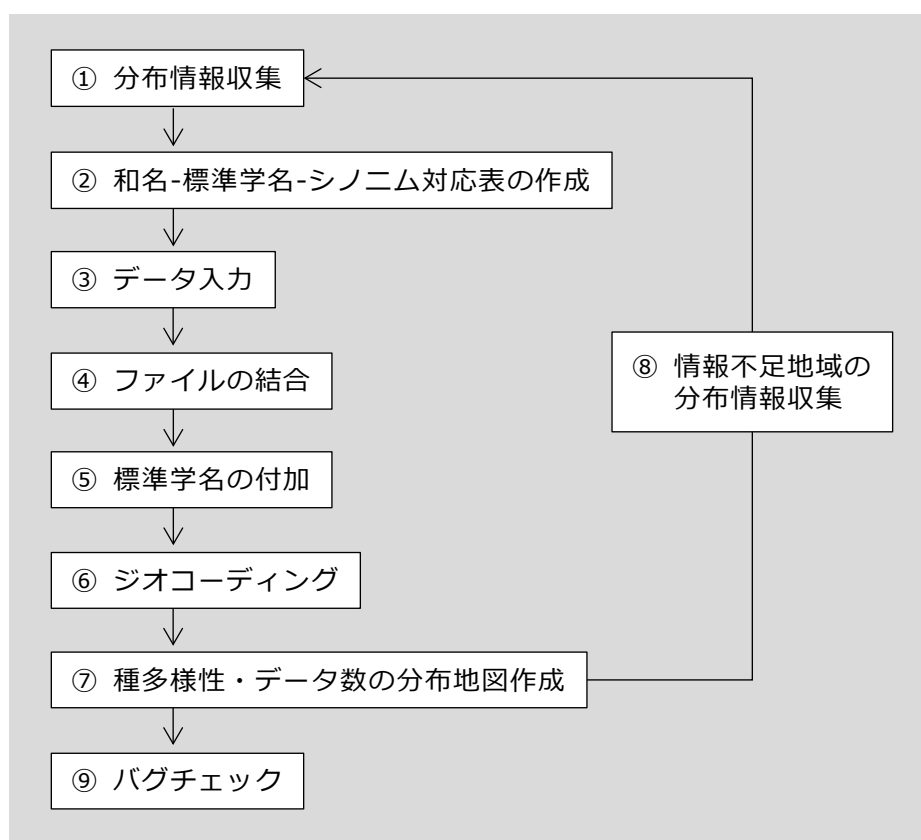 ① 分布情報収集
② 和名-標準学名-シノニム対応表の作成
③ データ入力
④ ファイルの結合
⑤ 標準学名の付加
⑥ ジオコーディング
⑦ 種多様性・データ数の分布地図作成
⑧ 情報不足地域の
分布情報収集
⑨ バグチェック